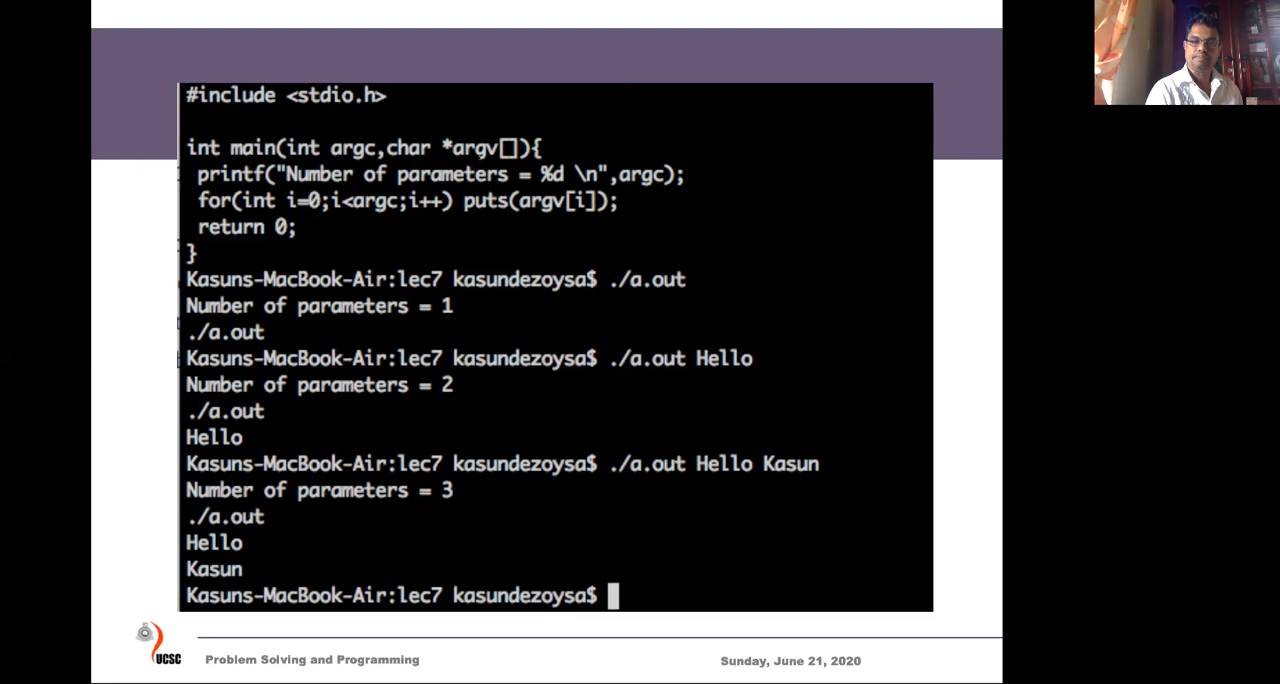 #include <stdio.h>
int main(int argc,char *argv[]){
printf("Number of parameters = %d \n",argc);
for(int i=0;i<argc;i++) puts(argv[i]);
return 0;
}
Kasuns-MacBook-Air:lec7 kasundezoysa$ ./a.out
Number of parameters = 1
./a.out
Kasuns-MacBook-Air:lec7 kasundezoysa$ ./a.out Hello
Number of parameters = 2
./a.out
Hello
Kasuns-MacBook-Air:lec7 kasundezoysa$ ./a.out Hello Kasun
Number of parameters = 3
./a.out
Hello
Kasun
Kasuns-MacBook-Air:lec7 kasundezoysa$
UCSC
Problem Solving and Programming
Sunday, June 21, 2020